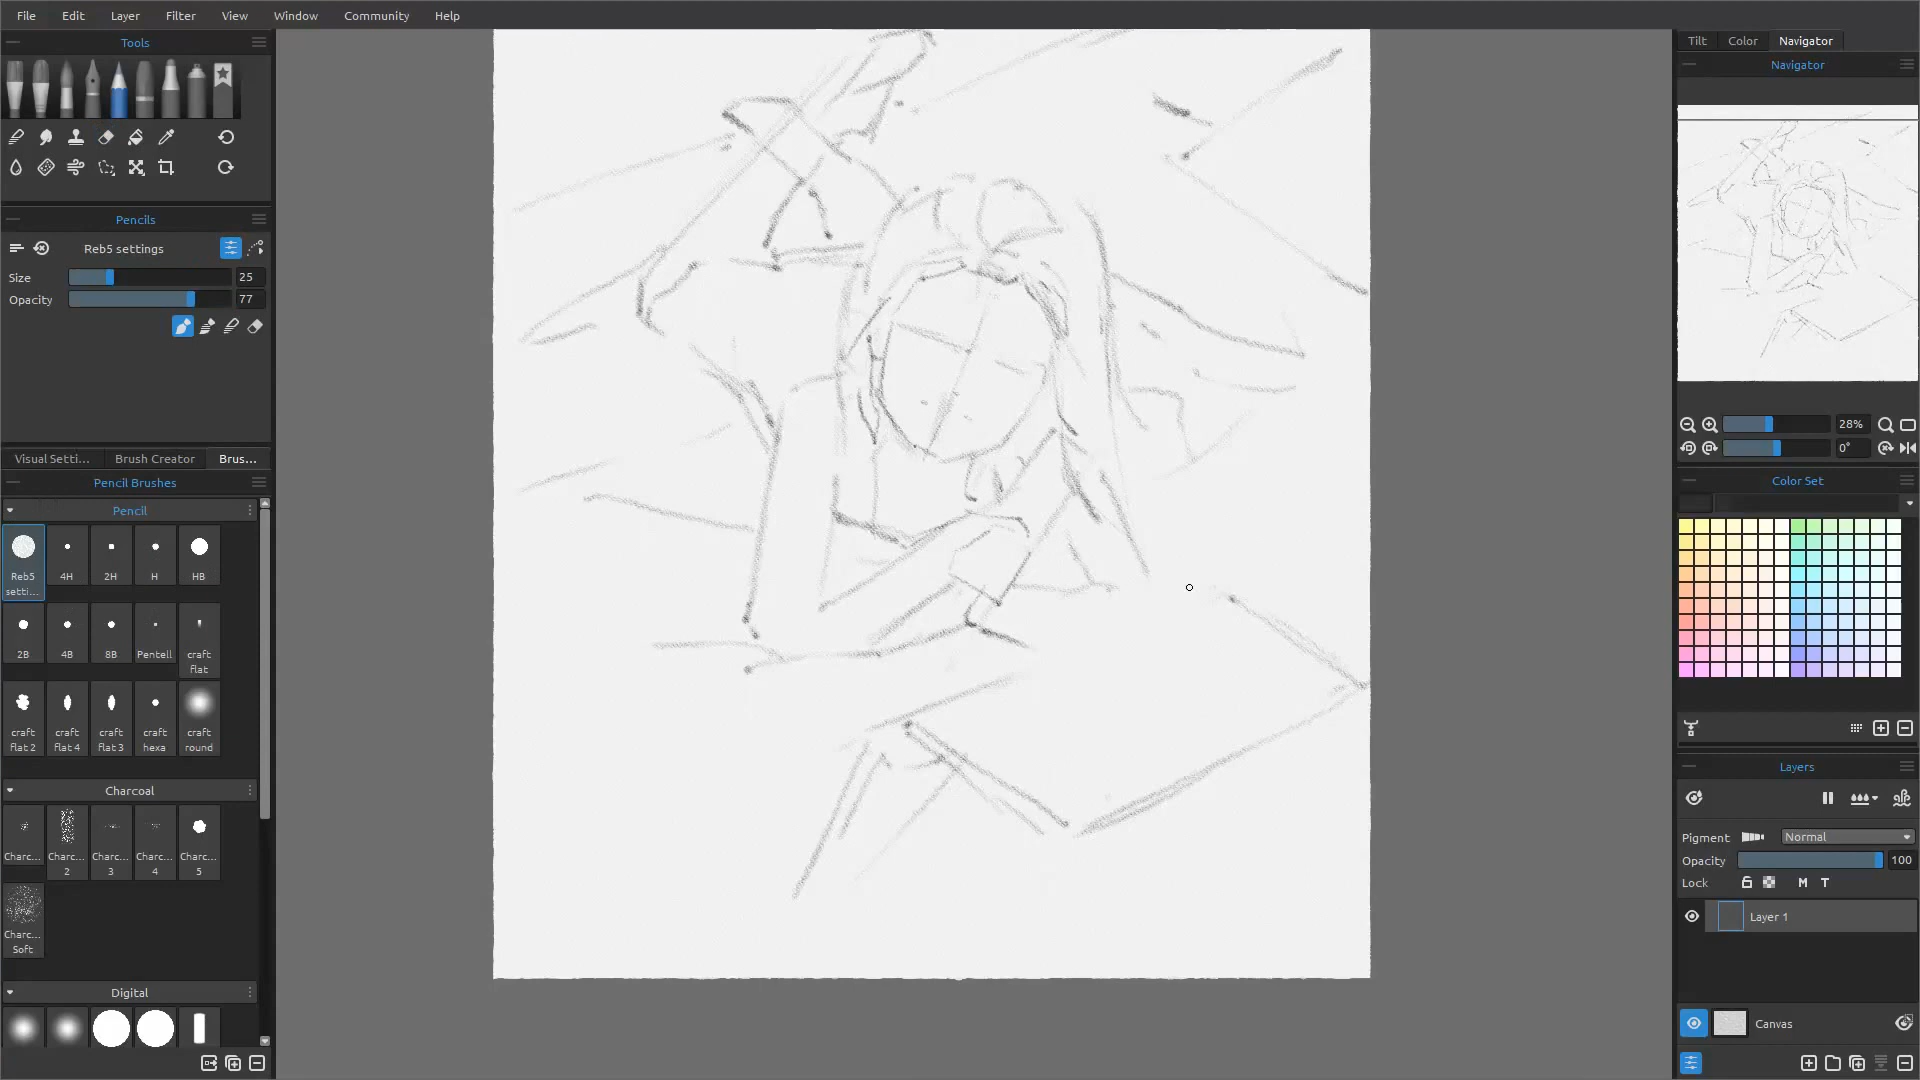 File Edit Layer Filter View Window Community Help
Tools
Pencils
Reb5 settings
Size 25
Opacity 77
Visual Setti... Brush Creator Brus...
Pencil Brushes
Pencil
Reb5 setti... 4H 2H H HB
2B 4B 8B Pentell craft flat
craft flat 2 craft flat 4 craft flat 3 craft hexa craft round
Charcoal
Charc... Charc... 2 Charc... 3 Charc... 4 Charc... 5
Charc... Soft
Digital
Tilt Color Navigator
Navigator
28%
0°
Color Set
Layers
Pigment Normal
Opacity 100
Lock M T
Layer 1
Canvas